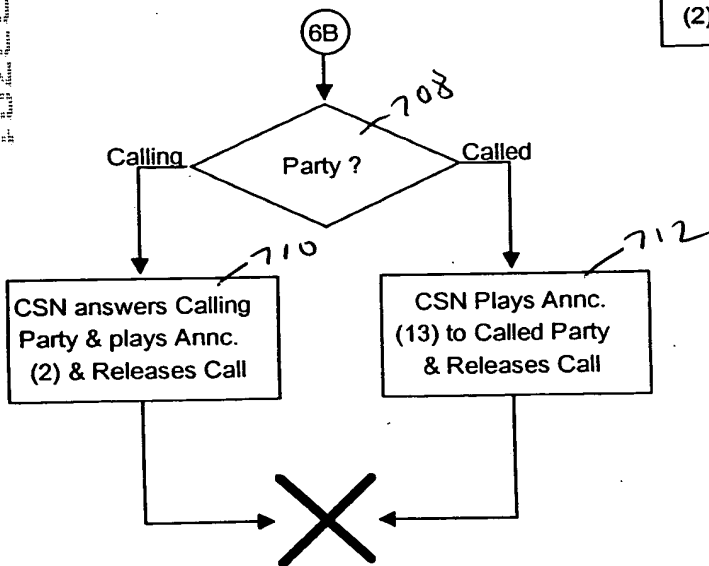 (2)
6B
708
Calling
Party ?
Called
710
712
CSN answers Calling
Party & plays Annc.
(2) & Releases Call
CSN Plays Annc.
(13) to Called Party
& Releases Call